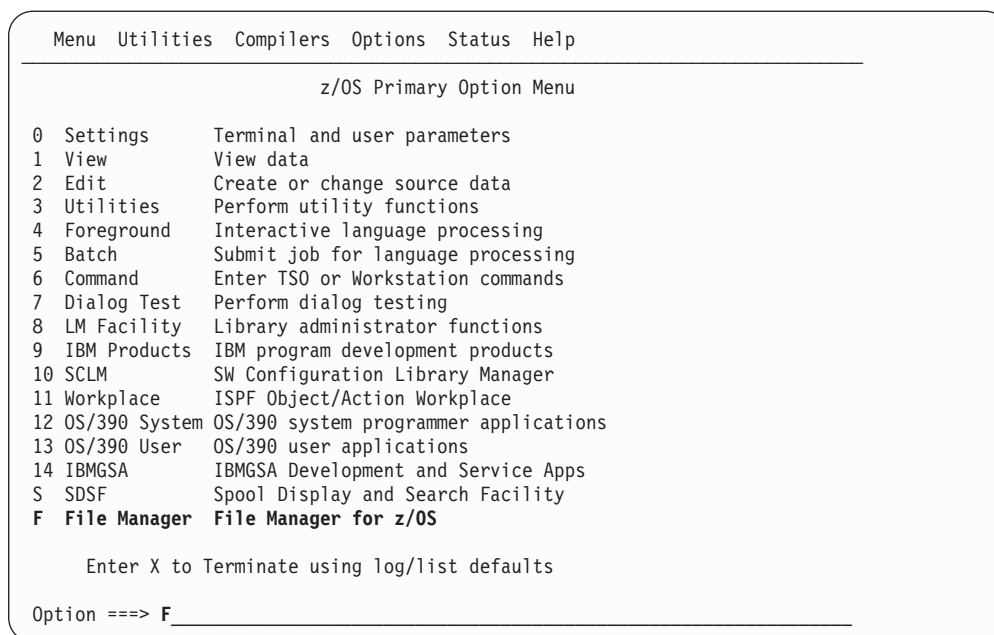 Menu Utilities Compilers Options Status Help
z/OS Primary Option Menu
0 Settings Terminal and user parameters
1 View View data
2 Edit Create or change source data
3 Utilities Perform utility functions
4 Foreground Interactive language processing
5 Batch Submit job for language processing
6 Command Enter TSO or Workstation commands
7 Dialog Test Perform dialog testing
8 LM Facility Library administrator functions
9 IBM Products IBM program development products
10 SCLM SW Configuration Library Manager
11 Workplace ISPF Object/Action Workplace
12 OS/390 System OS/390 system programmer applications
13 OS/390 User OS/390 user applications
14 IBMGSA IBMGSA Development and Service Apps
S SDSF Spool Display and Search Facility
F File Manager File Manager for z/OS
Enter X to Terminate using log/list defaults
Option ===> F